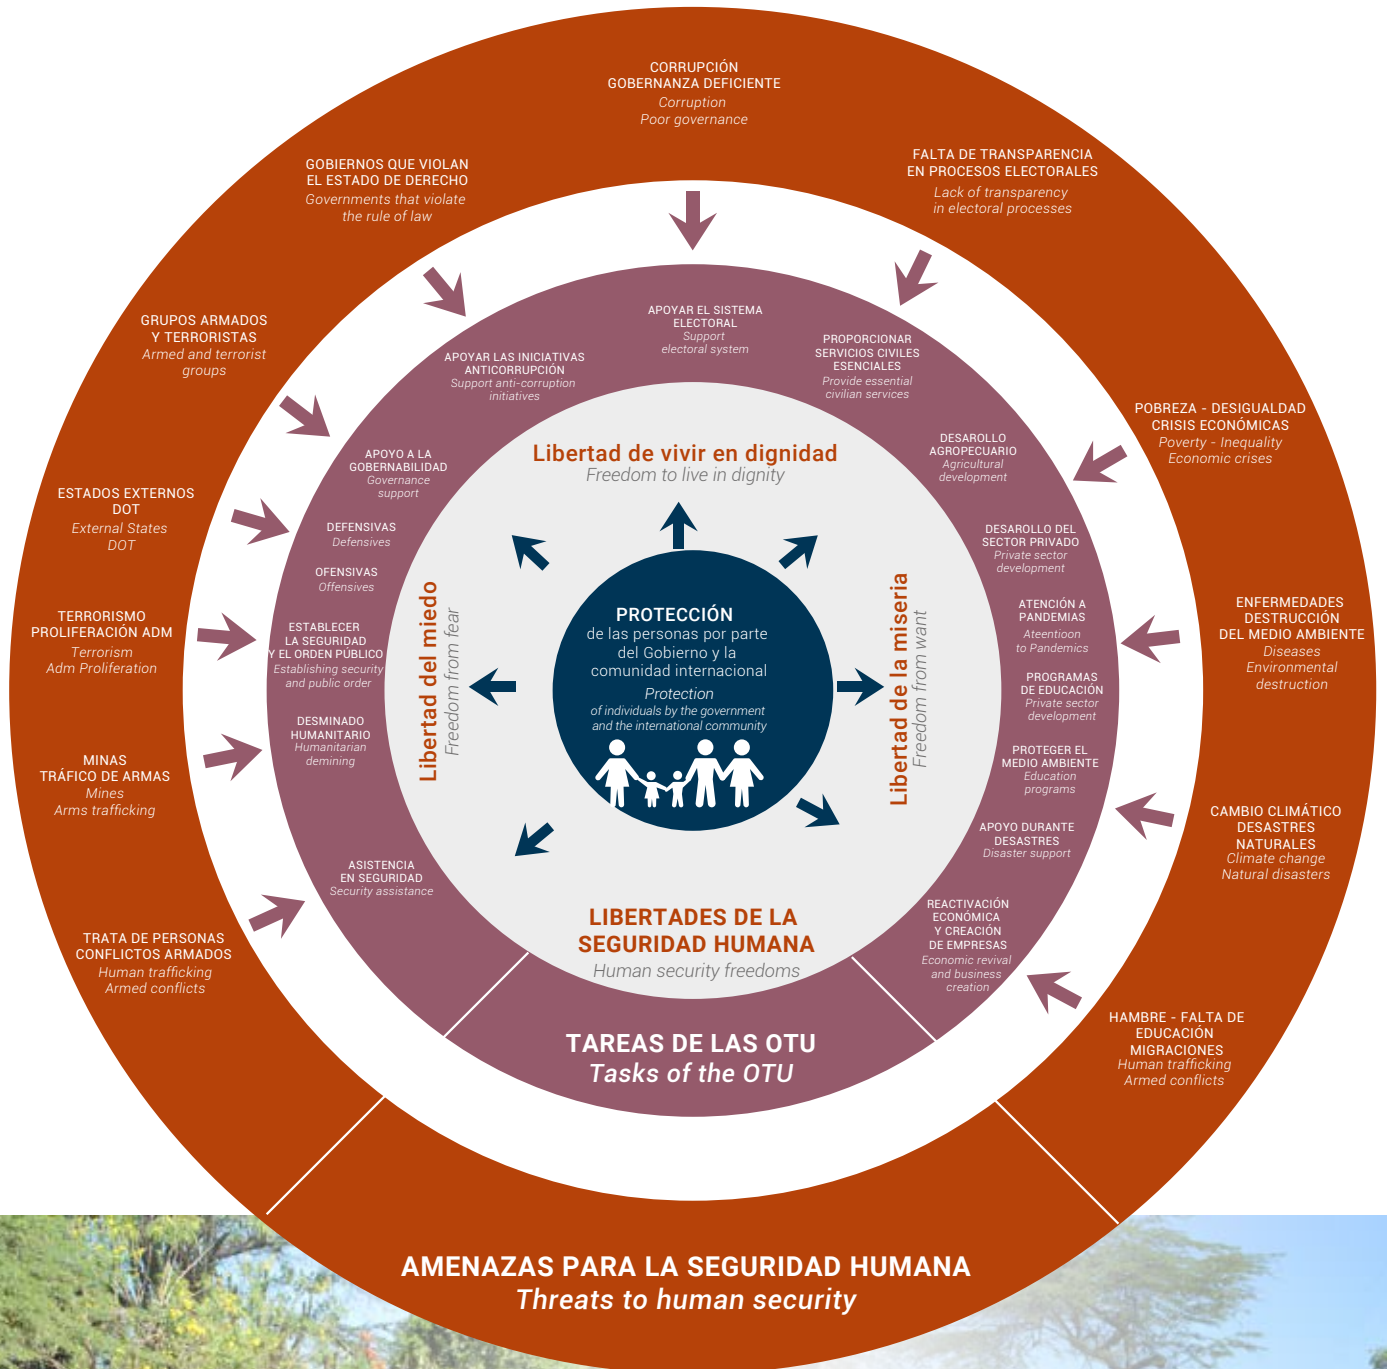 CORRUPCIÓN
GOBERNANZA DEFICIENTE
Corruption
Poor governance
FALTA DE TRANSPARENCIA
EN PROCESOS ELECTORALES
Lack of transparency
in electoral processes
GOBIERNOS QUE VIOLAN
EL ESTADO DE DERECHO
Governments that violate
the rule of law
GRUPOS ARMADOS
Y TERRORISTAS
Armed and terrorist
groups
ESTADOS EXTERNOS
DOT
External States
DOT
TERRORISMO
PROLIFERACIÓN ADM
Terrorism
Adm Proliferation
MINAS
TRÁFICO DE ARMAS
Mines
Arms trafficking
TRATA DE PERSONAS
CONFLICTOS ARMADOS
Human trafficking
Armed conflicts
POBREZA - DESIGUALDAD
CRISIS ECONÓMICAS
Poverty - Inequality
Economic crises
ENFERMEDADES
DESTRUCCIÓN
DEL MEDIO AMBIENTE
Diseases
Environmental
destruction
CAMBIO CLIMÁTICO
DESASTRES
NATURALES
Climate change
Natural disasters
HAMBRE - FALTA DE
EDUCACIÓN
MIGRACIONES
Human trafficking
Armed conflicts
APOYAR EL SISTEMA
ELECTORAL
Support
electoral system
APOYAR LAS INICIATIVAS
ANTICORRUPCIÓN
Support anti-corruption
initiatives
APOYO A LA
GOBERNABILIDAD
Governance
support
DEFENSIVAS
Defensives
OFENSIVAS
Offensives
ESTABLECER
LA SEGURIDAD
Y EL ORDEN PÚBLICO
Establishing security
and public order
DESMINADO
HUMANITARIO
Humanitarian
demining
ASISTENCIA
EN SEGURIDAD
Security assistance
PROPORCIONAR
SERVICIOS CIVILES
ESENCIALES
Provide essential
civilian services
DESAROLLO
AGROPECUARIO
Agricultural
development
DESAROLLO DEL
SECTOR PRIVADO
Private sector
development
ATENCIÓN A
PANDEMIAS
Ateentioon
to Pandemics
PROGRAMAS
DE EDUCACIÓN
Private sector
development
PROTEGER EL
MEDIO AMBIENTE
Education
programs
APOYO DURANTE
DESASTRES
Disaster support
REACTIVACIÓN
ECONÓMICA
Y CREACIÓN
DE EMPRESAS
Economic revival
and business
creation
Libertad de vivir en dignidad
Freedom to live in dignity
Libertad del miedo
Freedom from fear
Libertad de la miseria
Freedom from want
PROTECCIÓN
de las personas por parte
del Gobierno y la
comunidad internacional
Protection
of individuals by the government
and the international community
LIBERTADES DE LA
SEGURIDAD HUMANA
Human security freedoms
TAREAS DE LAS OTU
Tasks of the OTU
AMENAZAS PARA LA SEGURIDAD HUMANA
Threats to human security